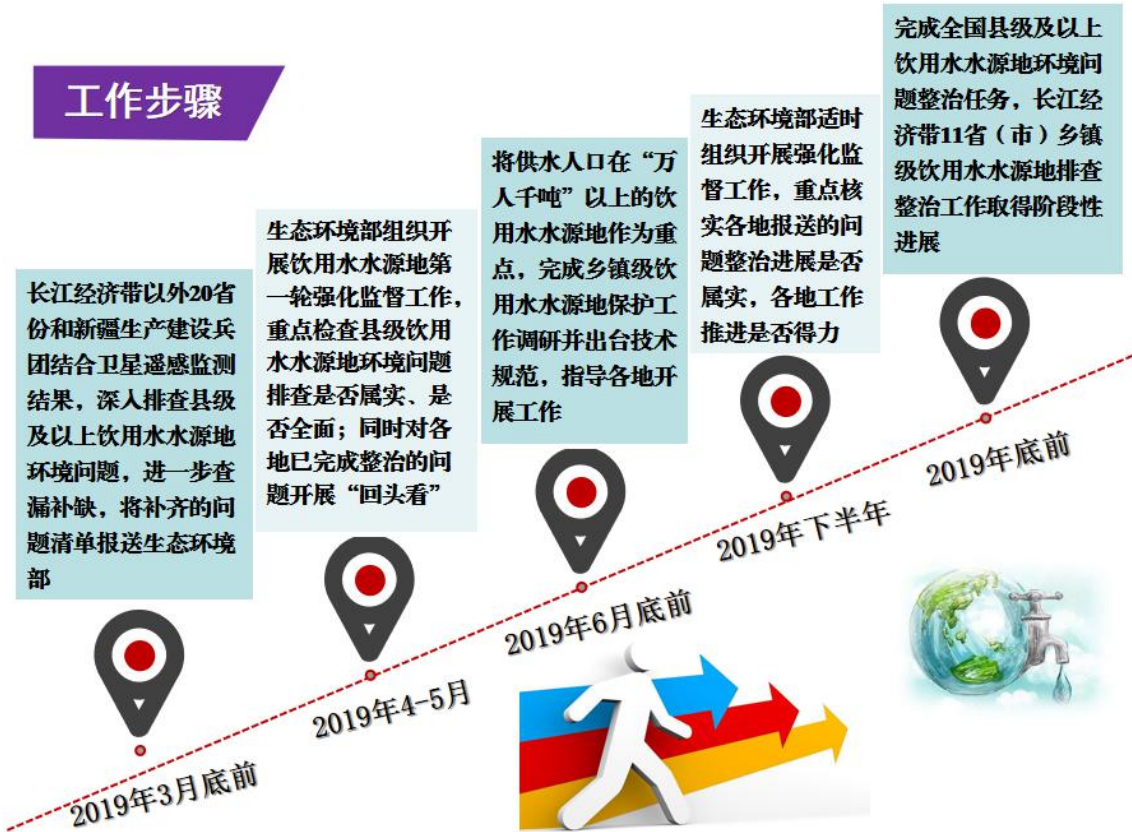 工作步骤
长江经济带以外20省
份和新疆生产建设兵
团结合卫星遥感监测
结果，深入排查县级
及以上饮用水水源地
环境问题，进一步查
漏补缺，将补齐的问
题清单报送生态环境
部
2019年3月底前
生态环境部组织开
展饮用水水源地第
一轮强化监督工作，
重点检查县级饮用
水水源地环境问题
排查是否属实、是
否全面；同时对各
地已完成整治的问
题开展“回头看”
2019年4-5月
将供水人口在“万
人千吨”以上的饮
用水水源地作为重
点，完成乡镇级饮
用水水源地保护工
作调研并出台技术
规范，指导各地开
展工作
2019年6月底前
生态环境部适时
组织开展强化监
督工作，重点核
实各地报送的问
题整治进展是否
属实，各地工作
推进是否得力
2019年下半年
完成全国县级及以上
饮用水水源地环境问
题整治任务，长江经
济带11省（市）乡镇
级饮用水水源地排查
整治工作取得阶段性
进展
2019年底前